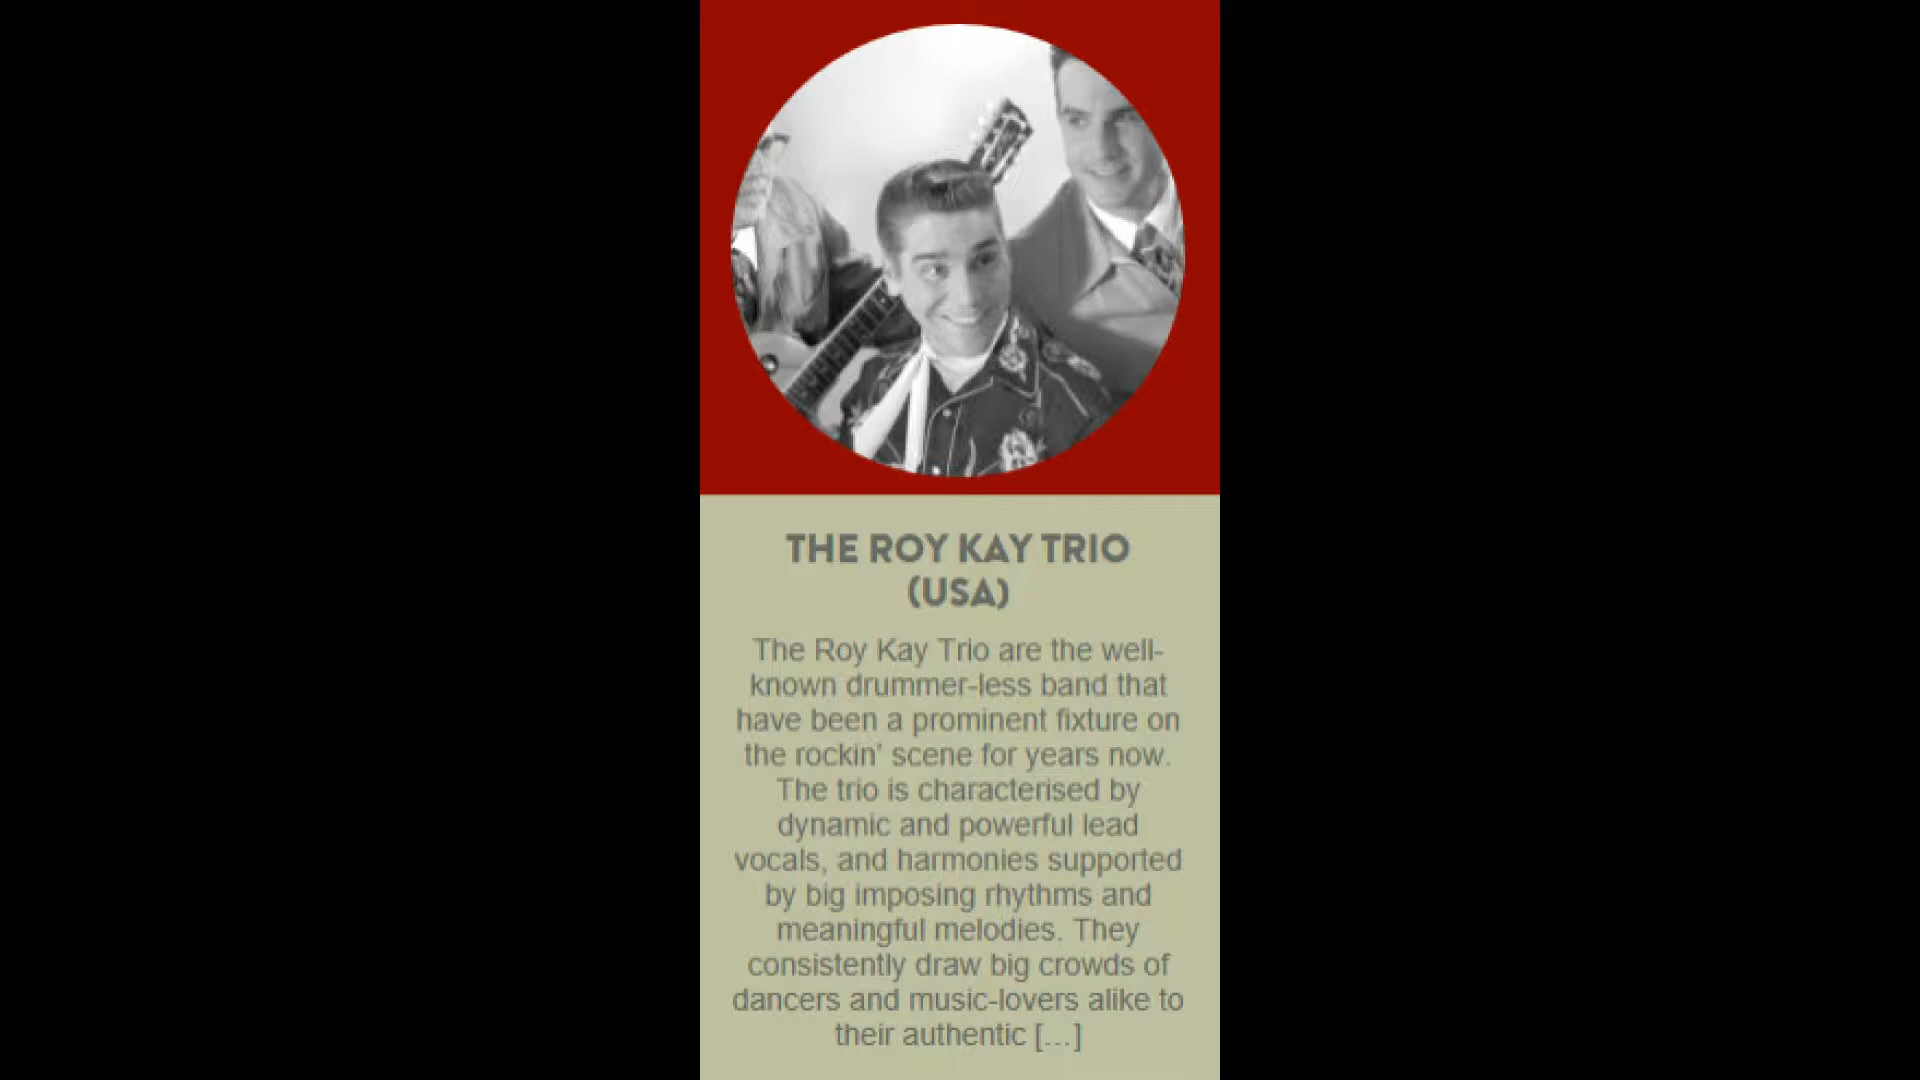 THE ROY KAY TRIO
(USA)
The Roy Kay Trio are the well-
known drummer-less band that
have been a prominent fixture on
the rockin' scene for years now.
The trio is characterised by
dynamic and powerful lead
vocals, and harmonies supported
by big imposing rhythms and
meaningful melodies. They
consistently draw big crowds of
dancers and music-lovers alike to
their authentic [...]